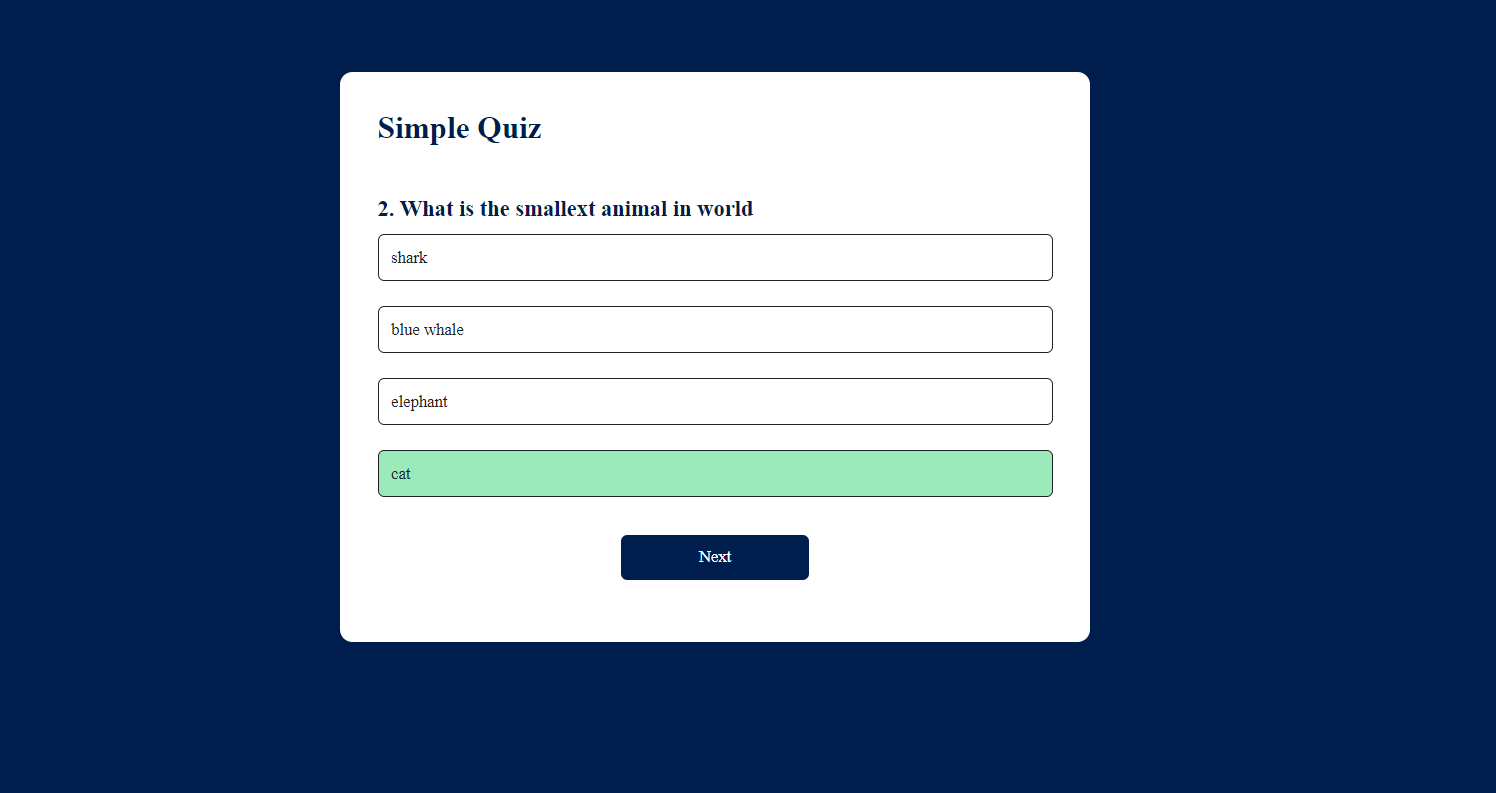 Simple Quiz
2. What is the smallext animal in world
shark
blue whale
elephant
cat
Next